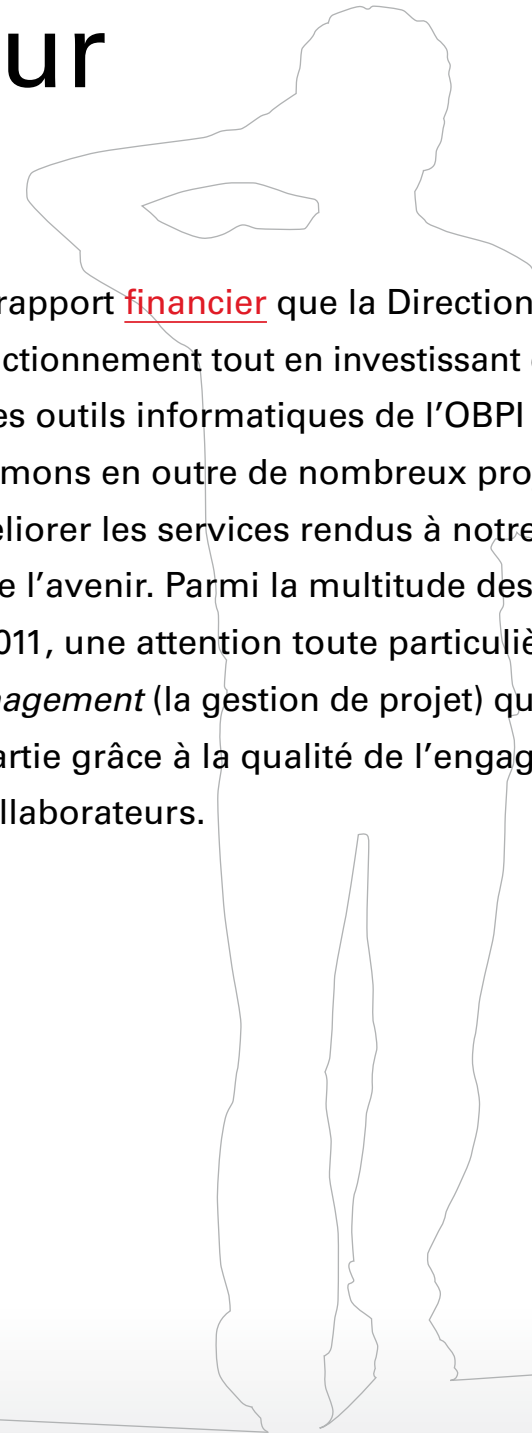 ur
rapport financier que la Direction
ctionnement tout en investissant
es outils informatiques de l’OBPI
mons en outre de nombreux pro
éliorer les services rendus à notre
e l’avenir. Parmi la multitude des
011, une attention toute particuliè
nagement (la gestion de projet) qu
artie grâce à la qualité de l’engag
llaborateurs.